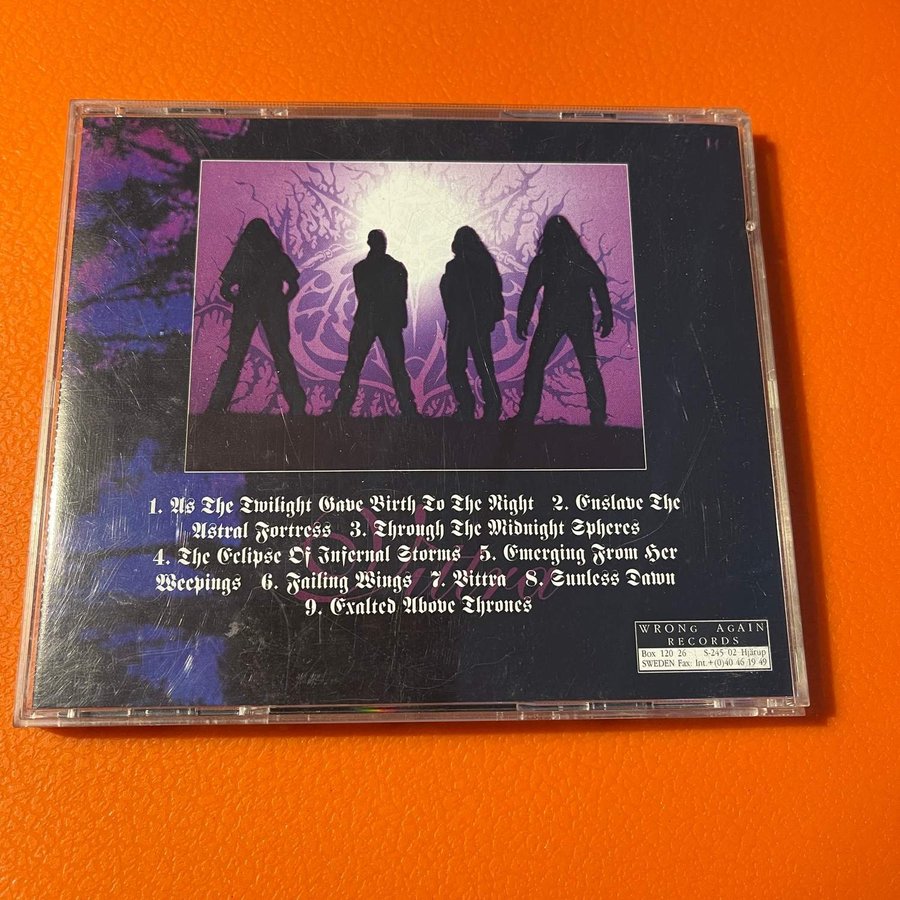 1. As The Twilight Gave Birth To The Night 2. Enslave The
Astral Fortress 3. Through The Midnight Spheres
4. The Eclipse Of Infernal Storms 5. Emerging From Her
Weepings 6. Failing Wings 7. Vittra 8. Sunless Dawn
9. Exalted Above Thrones
Vittra
WRONG AGAIN
RECORDS
Box 120 26 S-245 02 Hjärup
SWEDEN Fax: Int.+(0)40 46 19 49